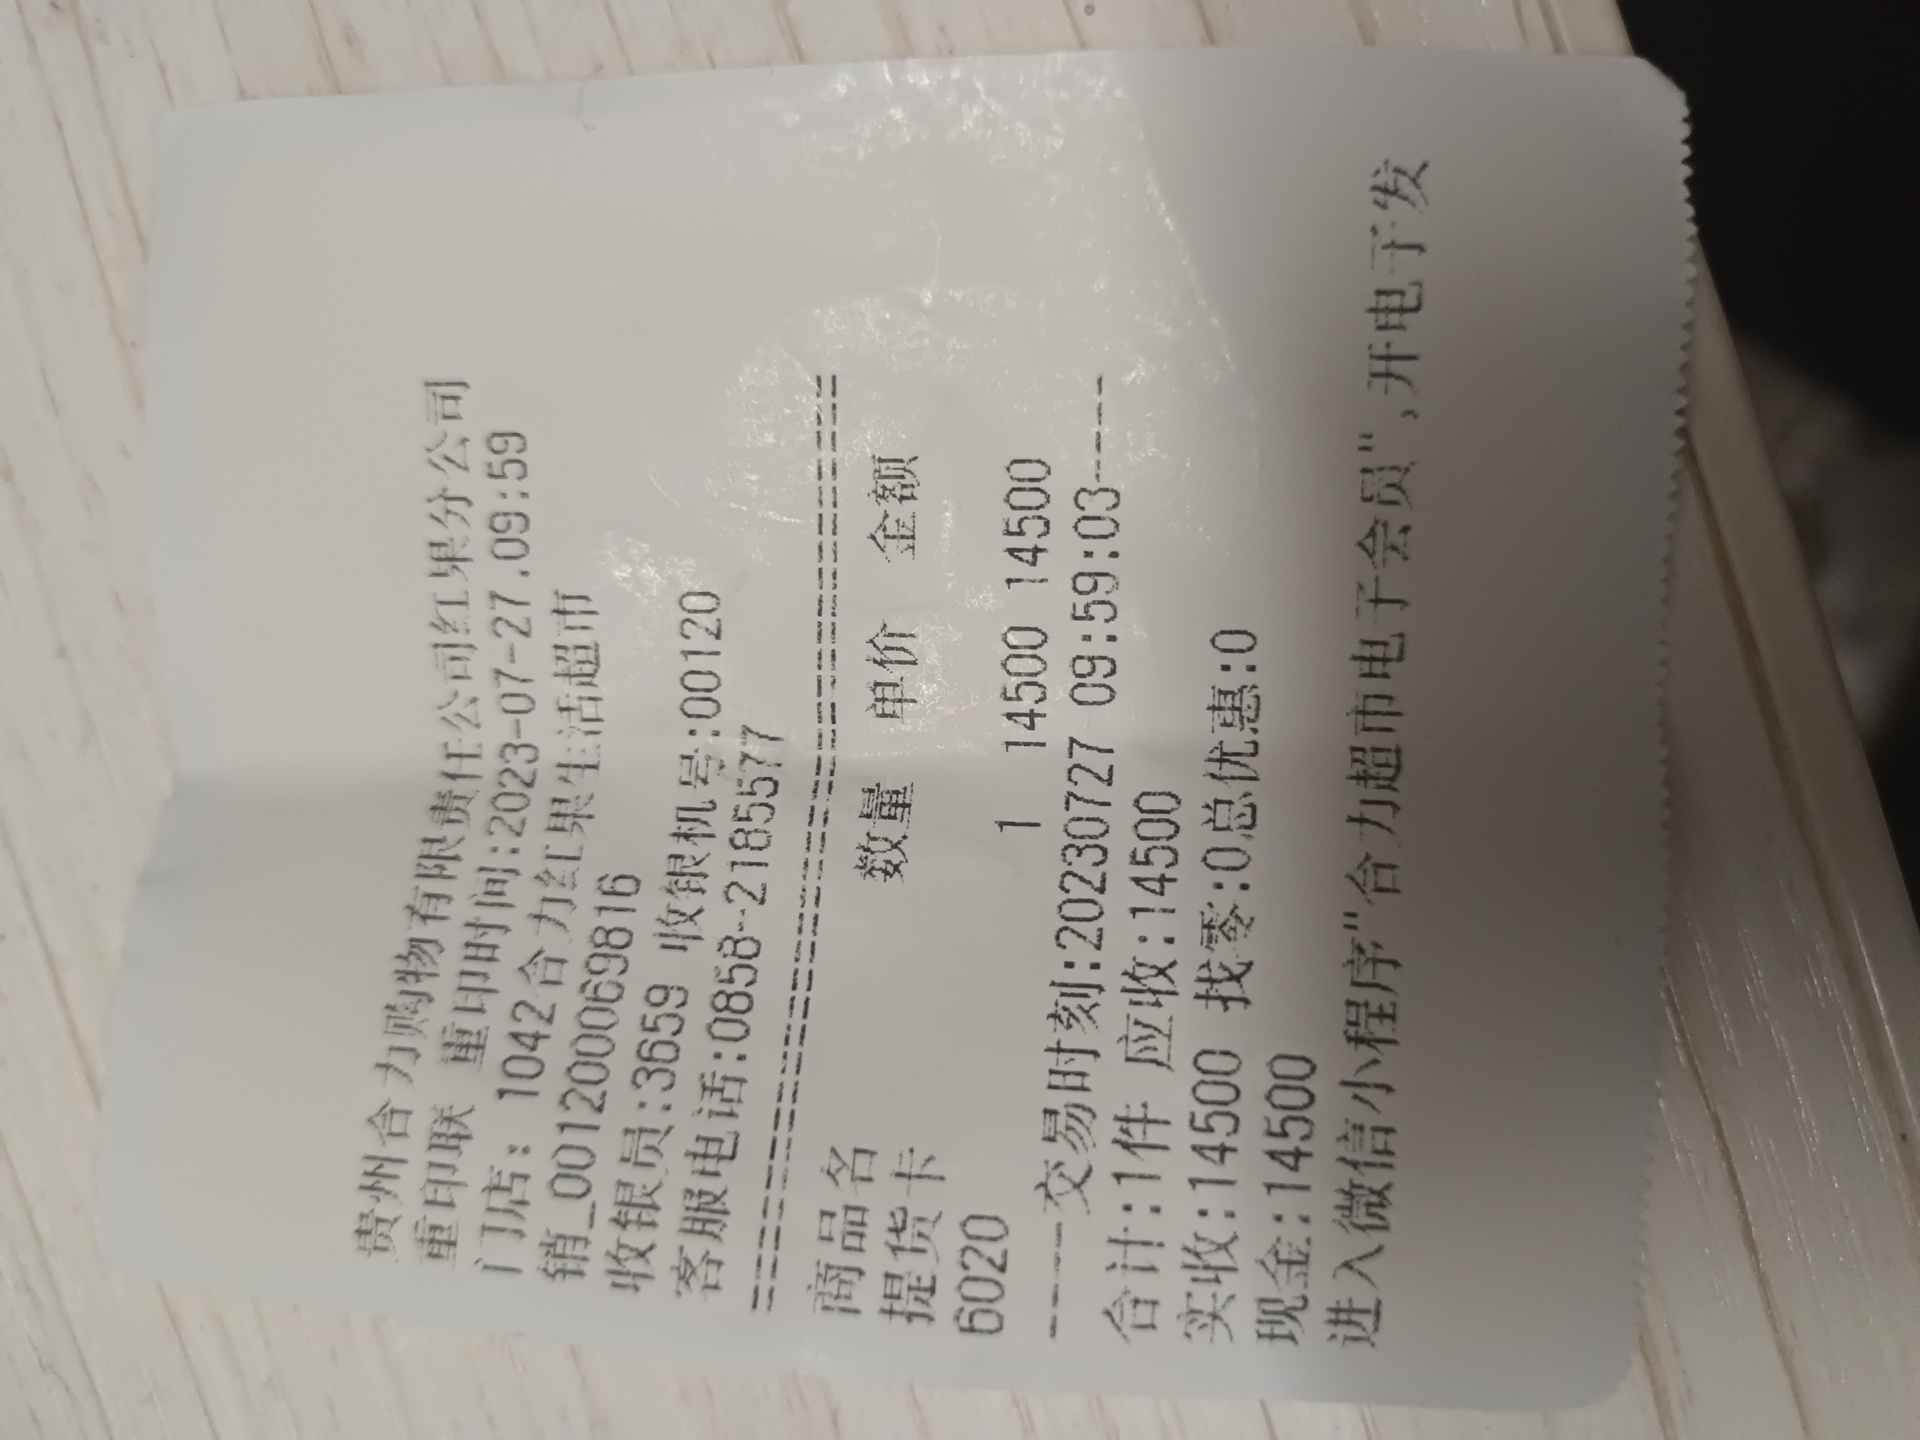 贵州合力购物有限责任公司红果分公司
重印联 重印时间:2023-07-27.09:59
门店: 1042合力红果生活超市
销_0012000698​16
收银员:3659 收银机号:00120
客服电话:0858-2185577
==============================
商品名 数量 单价 金额
提货卡
6020 1 14500 14500
----交易时刻:20230727 09:59:03-----
合计:1件 应收:14500
实收:14500 找零:0总优惠:0
现金:14500
进入微信小程序"合力超市电子会员",开电子发